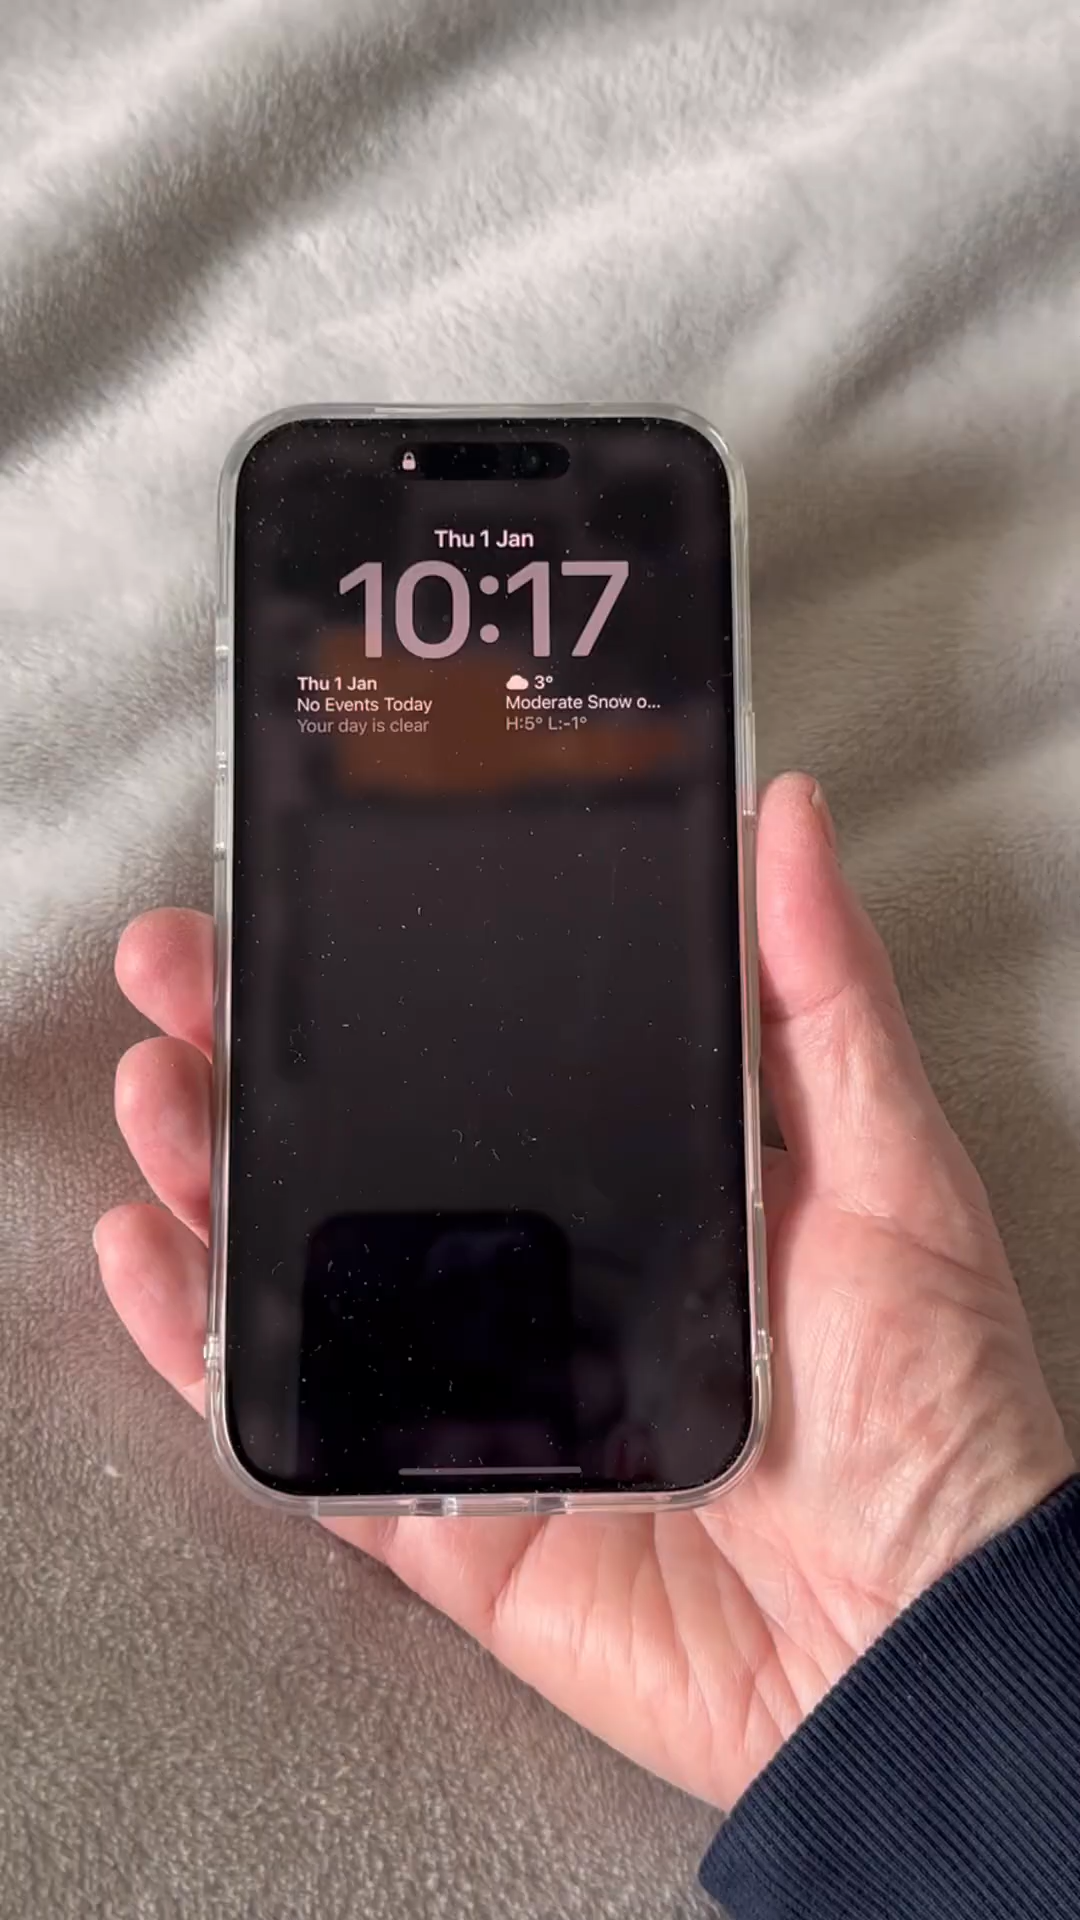 Thu 1 Jan
10:17
Thu 1 Jan
No Events Today
Your day is clear
3°
Moderate Snow o...
H:5° L:-1°